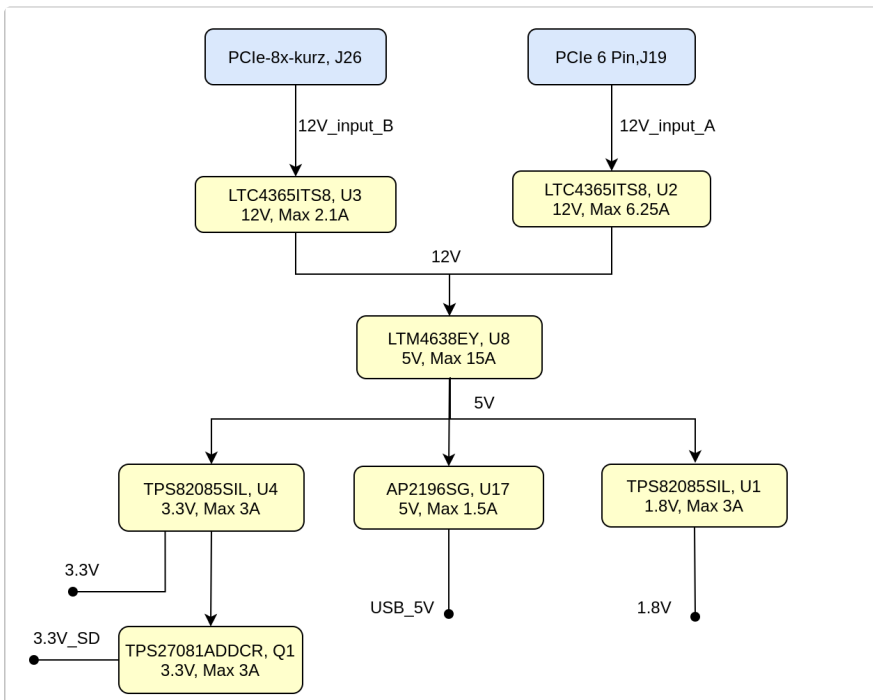 PCIe-8x-kurz, J26
PCIe 6 Pin,J19
12V_input_B
12V_input_A
LTC4365ITS8, U3
12V, Max 2.1A
LTC4365ITS8, U2
12V, Max 6.25A
12V
LTM4638EY, U8
5V, Max 15A
5V
TPS82085SIL, U4
3.3V, Max 3A
AP2196SG, U17
5V, Max 1.5A
TPS82085SIL, U1
1.8V, Max 3A
3.3V
USB_5V
1.8V
3.3V_SD
TPS27081ADDCR, Q1
3.3V, Max 3A